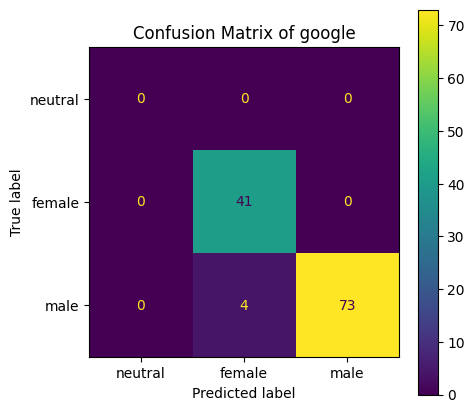 Confusion Matrix of google
neutral 0 0 0
female 0 41 0
male 0 4 73
neutral female male
Predicted label
True label
70
60
50
40
30
20
10
0